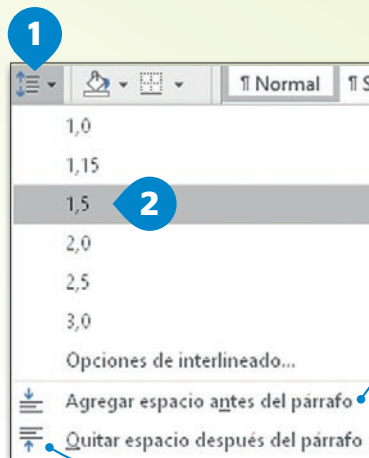 1
¶ Normal ¶ S
1,0
1,15
1,5 2
2,0
2,5
3,0
Opciones de interlineado...
Agregar espacio antes del párrafo
Quitar espacio después del párrafo